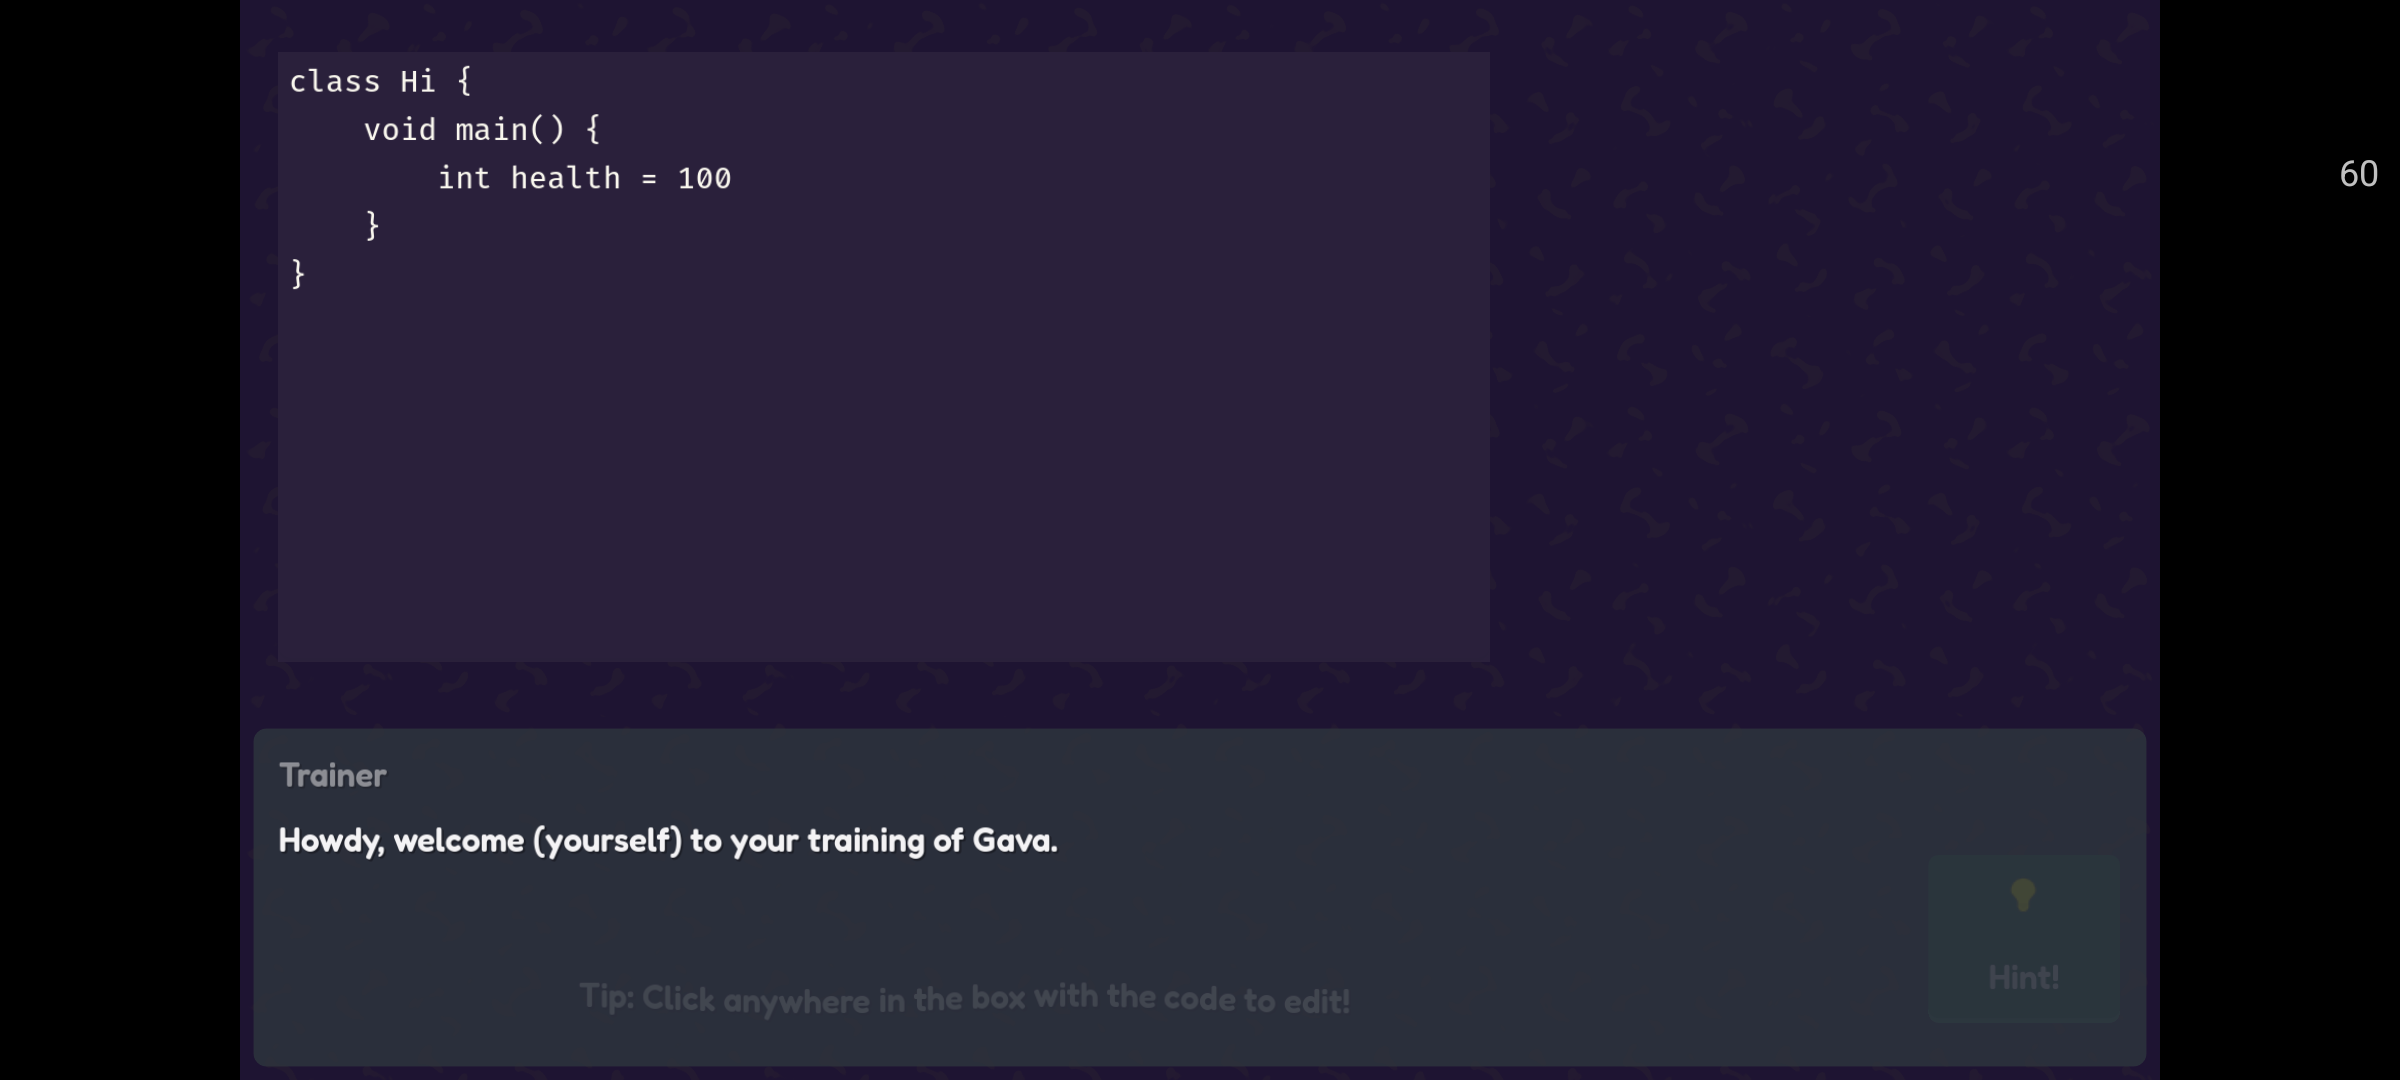 class Hi {
    void main() {
        int health = 100
    }
}
60
Trainer
Howdy, welcome (yourself) to your training of Gava.
Tip: Click anywhere in the box with the code to edit!
Hint!